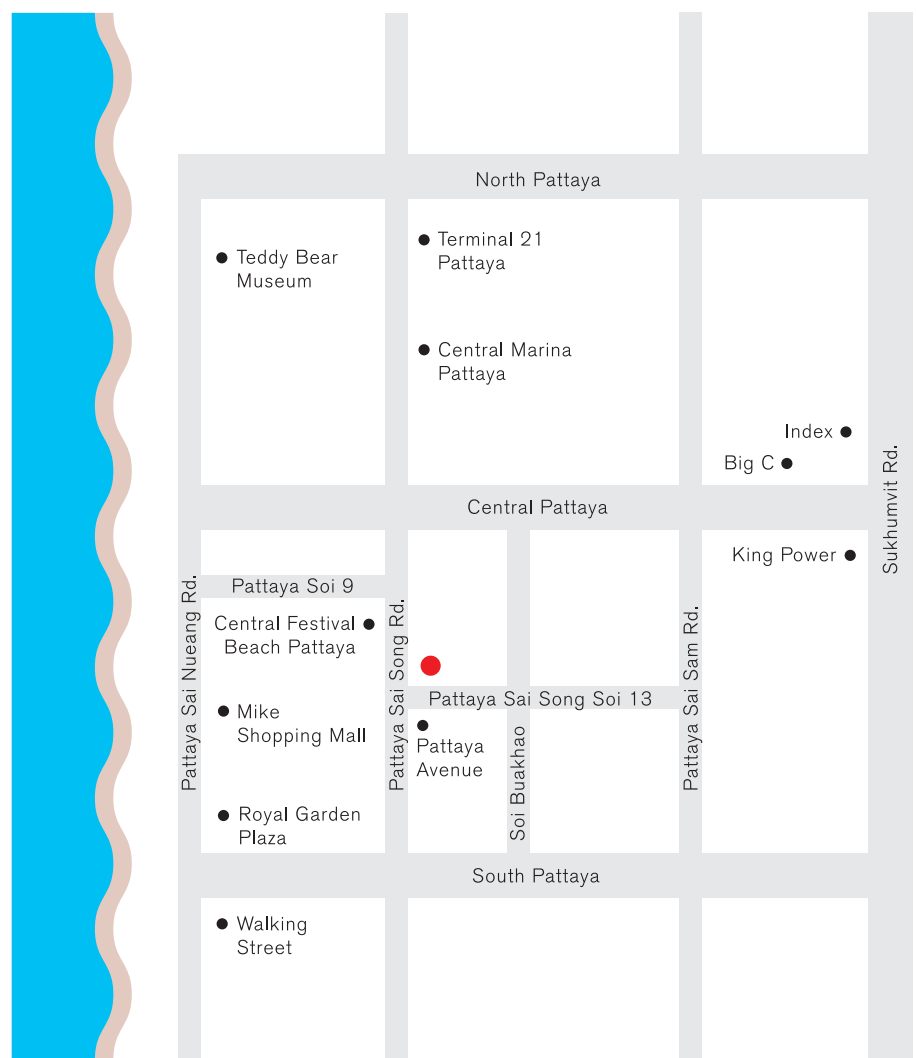 North Pattaya
Terminal 21
Pattaya
Teddy Bear
Museum
Central Marina
Pattaya
Index
Big C
Sukhumvit Rd.
Central Pattaya
King Power
Pattaya Soi 9
Pattaya Sai Nueang Rd.
Central Festival
Beach Pattaya
Pattaya Sai Song Rd.
Pattaya Sai Sam Rd.
Pattaya Sai Song Soi 13
Mike
Shopping Mall
Pattaya
Avenue
Soi Buakhao
Royal Garden
Plaza
South Pattaya
Walking
Street